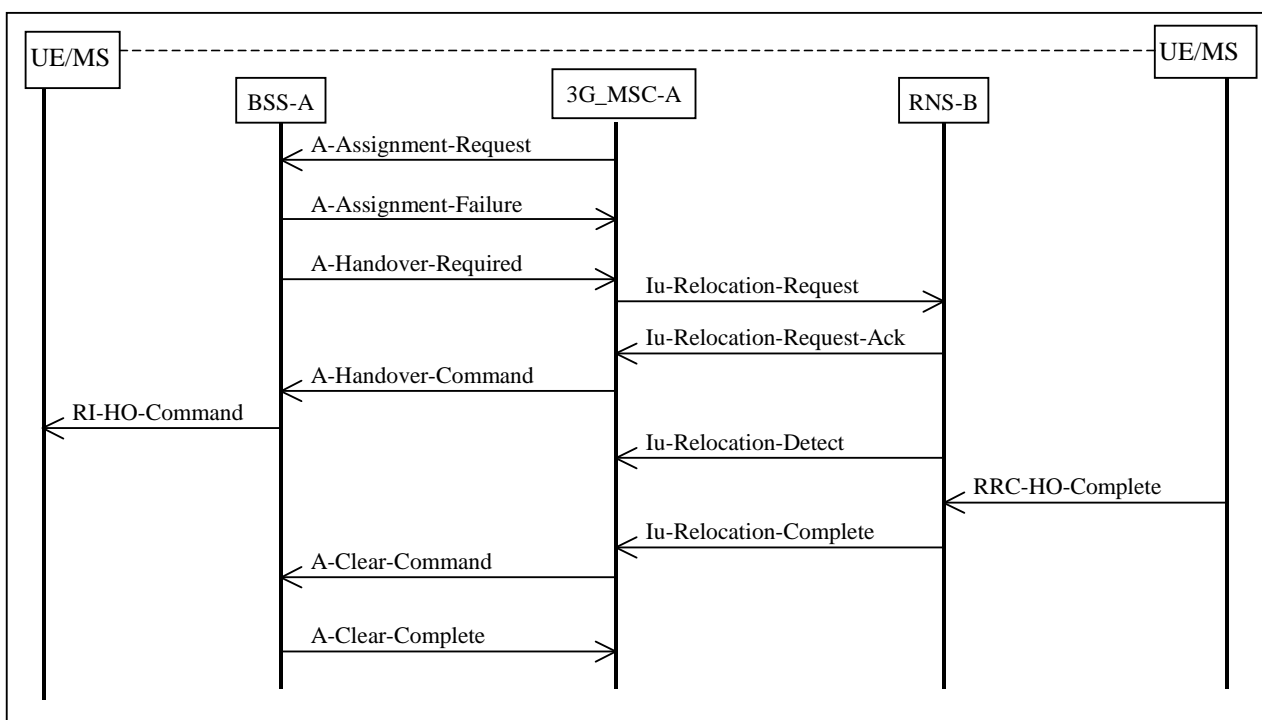 UE/MS
UE/MS
BSS-A
3G_MSC-A
RNS-B
A-Assignment-Request
A-Assignment-Failure
A-Handover-Required
Iu-Relocation-Request
Iu-Relocation-Request-Ack
A-Handover-Command
RI-HO-Command
Iu-Relocation-Detect
RRC-HO-Complete
Iu-Relocation-Complete
A-Clear-Command
A-Clear-Complete